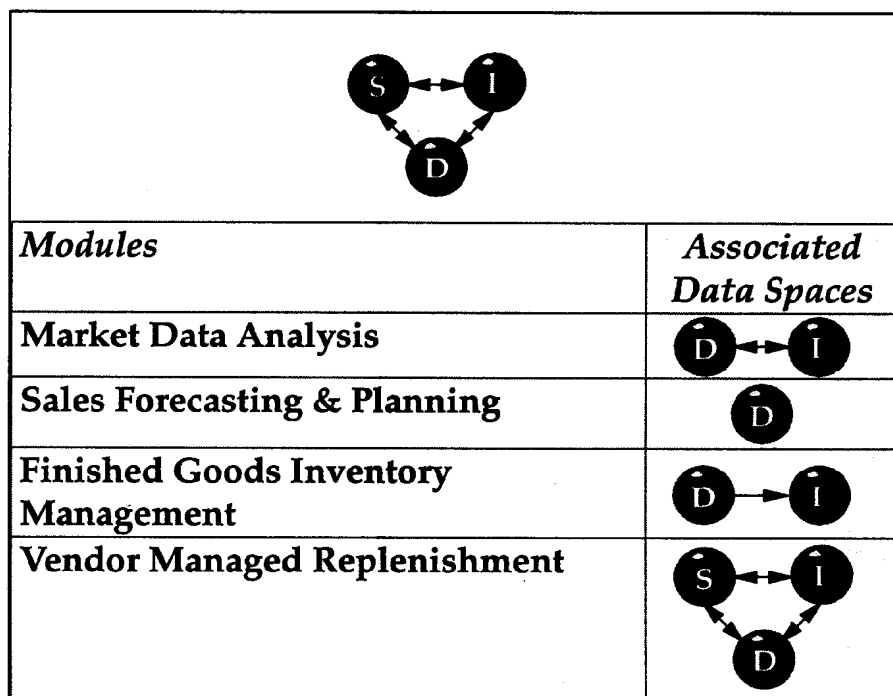 S I
D
Modules
Associated
Data Spaces
Market Data Analysis
D I
Sales Forecasting & Planning
D
Finished Goods Inventory
Management
D I
Vendor Managed Replenishment
S I
D